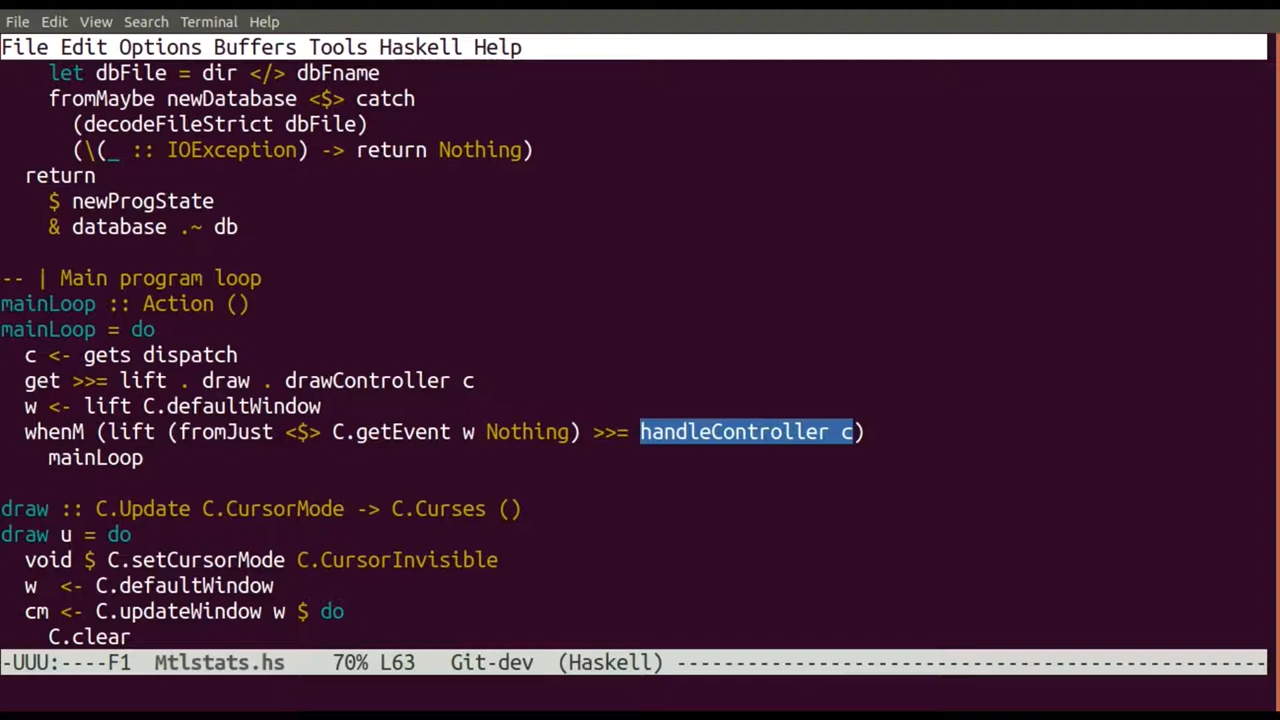 File Edit View Search Terminal Help
File Edit Options Buffers Tools Haskell Help
    let dbFile = dir </> dbFname
    fromMaybe newDatabase <$> catch
      (decodeFileStrict dbFile)
      (\(_ :: IOException) -> return Nothing)
  return
    $ newProgState
    & database .~ db

-- | Main program loop
mainLoop :: Action ()
mainLoop = do
  c <- gets dispatch
  get >>= lift . draw . drawController c
  w <- lift C.defaultWindow
  whenM (lift (fromJust <$> C.getEvent w Nothing) >>= handleController c)
    mainLoop

draw :: C.Update C.CursorMode -> C.Curses ()
draw u = do
  void $ C.setCursorMode C.CursorInvisible
  w  <- C.defaultWindow
  cm <- C.updateWindow w $ do
    C.clear
-UUU:----F1  Mtlstats.hs    70% L63   Git-dev  (Haskell) --------------------------------------------------